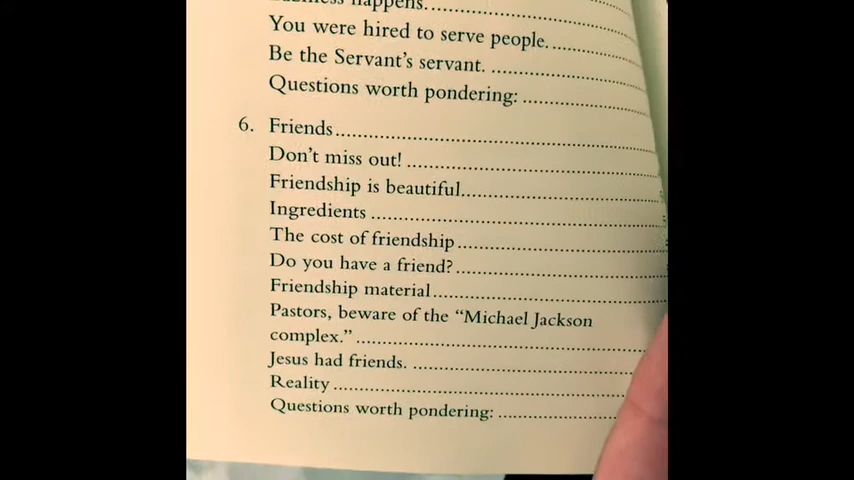 happens.
You were hired to serve people.
Be the Servant's servant.
Questions worth pondering:
6. Friends
Don't miss out!
Friendship is beautiful.
Ingredients
The cost of friendship
Do you have a friend?
Friendship material
Pastors, beware of the “Michael Jackson
complex.”
Jesus had friends.
Reality
Questions worth pondering: